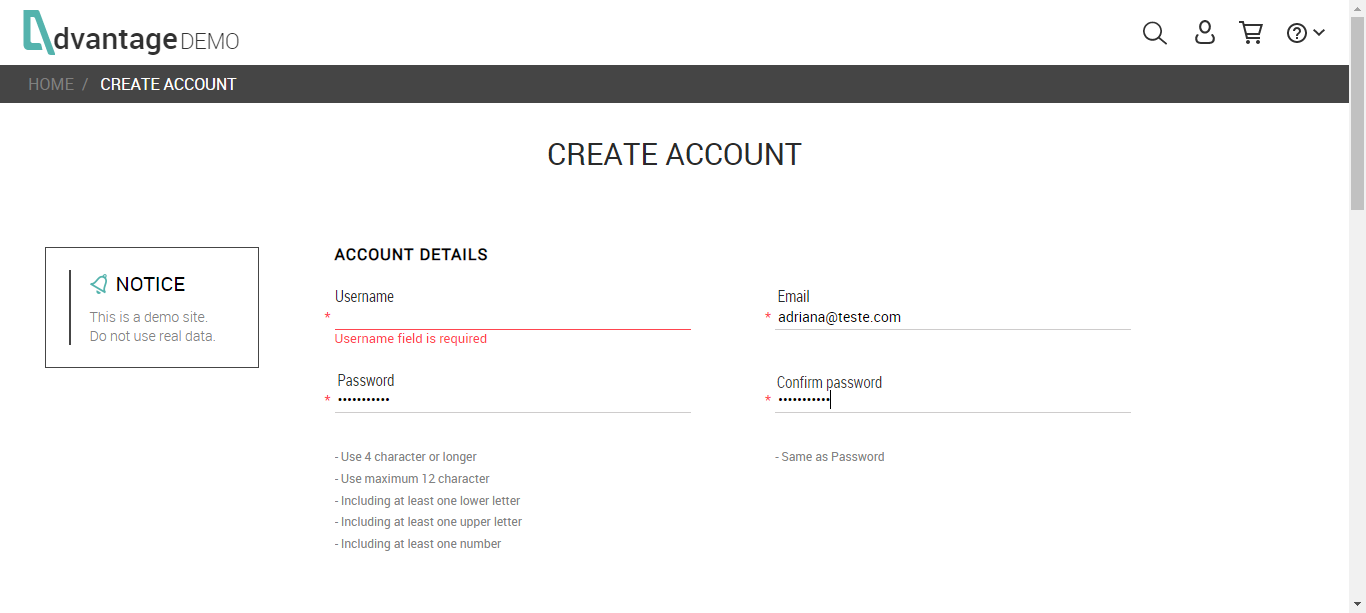 dvantage DEMO
HOME / CREATE ACCOUNT
CREATE ACCOUNT
NOTICE
This is a demo site.
Do not use real data.
ACCOUNT DETAILS
Username
*
Username field is required
Email
* adriana@teste.com
Password
* •••••••••••
Confirm password
* •••••••••••
- Use 4 character or longer
- Use maximum 12 character
- Including at least one lower letter
- Including at least one upper letter
- Including at least one number
- Same as Password